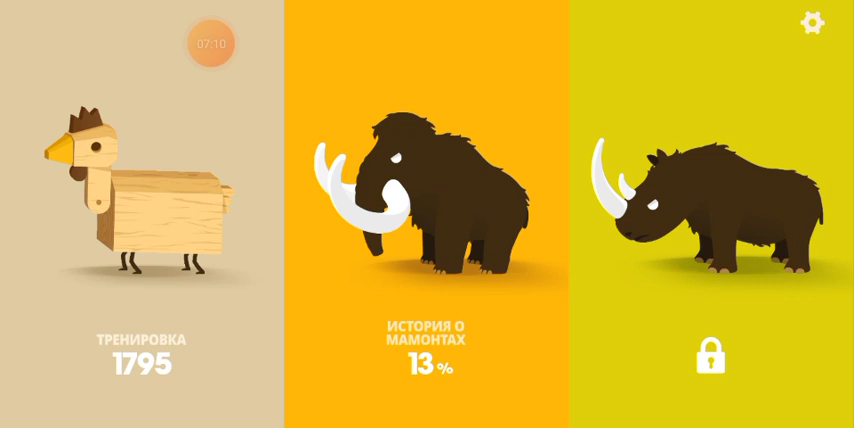 07:10
ТРЕНИРОВКА
1795
ИСТОРИЯ О
МАМОНТАХ
13 %